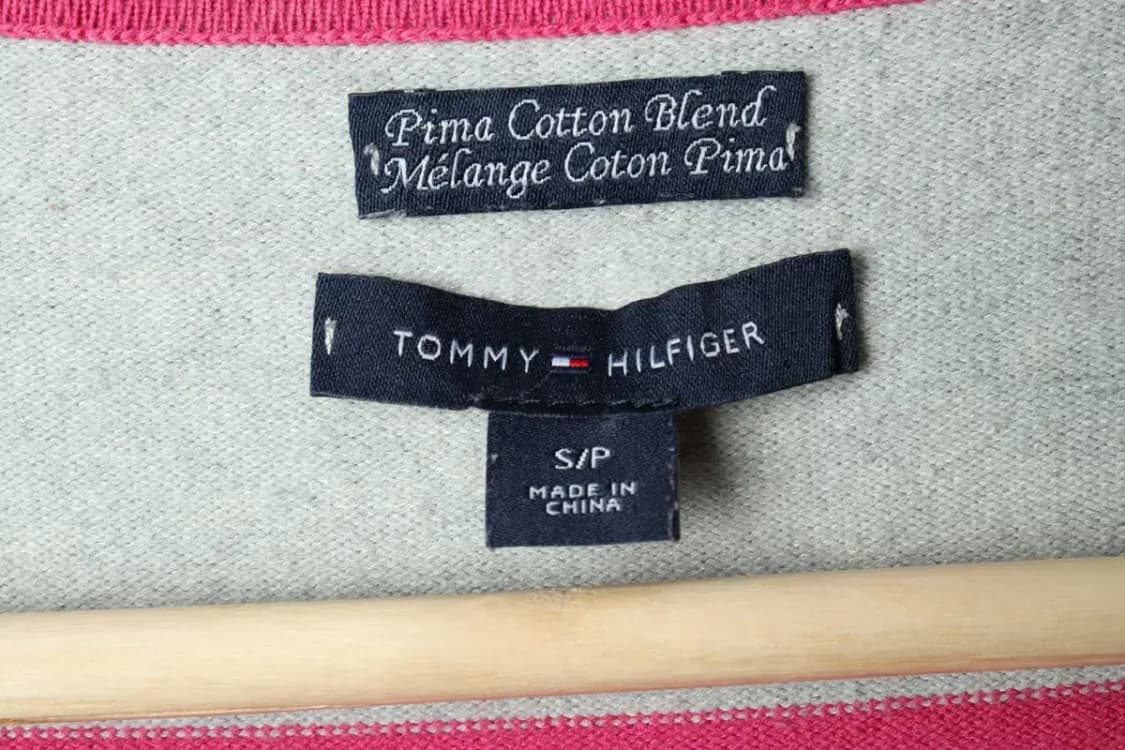 Pima Cotton Blend
Mélange Coton Pima
TOMMY HILFIGER
S/P
MADE IN
CHINA